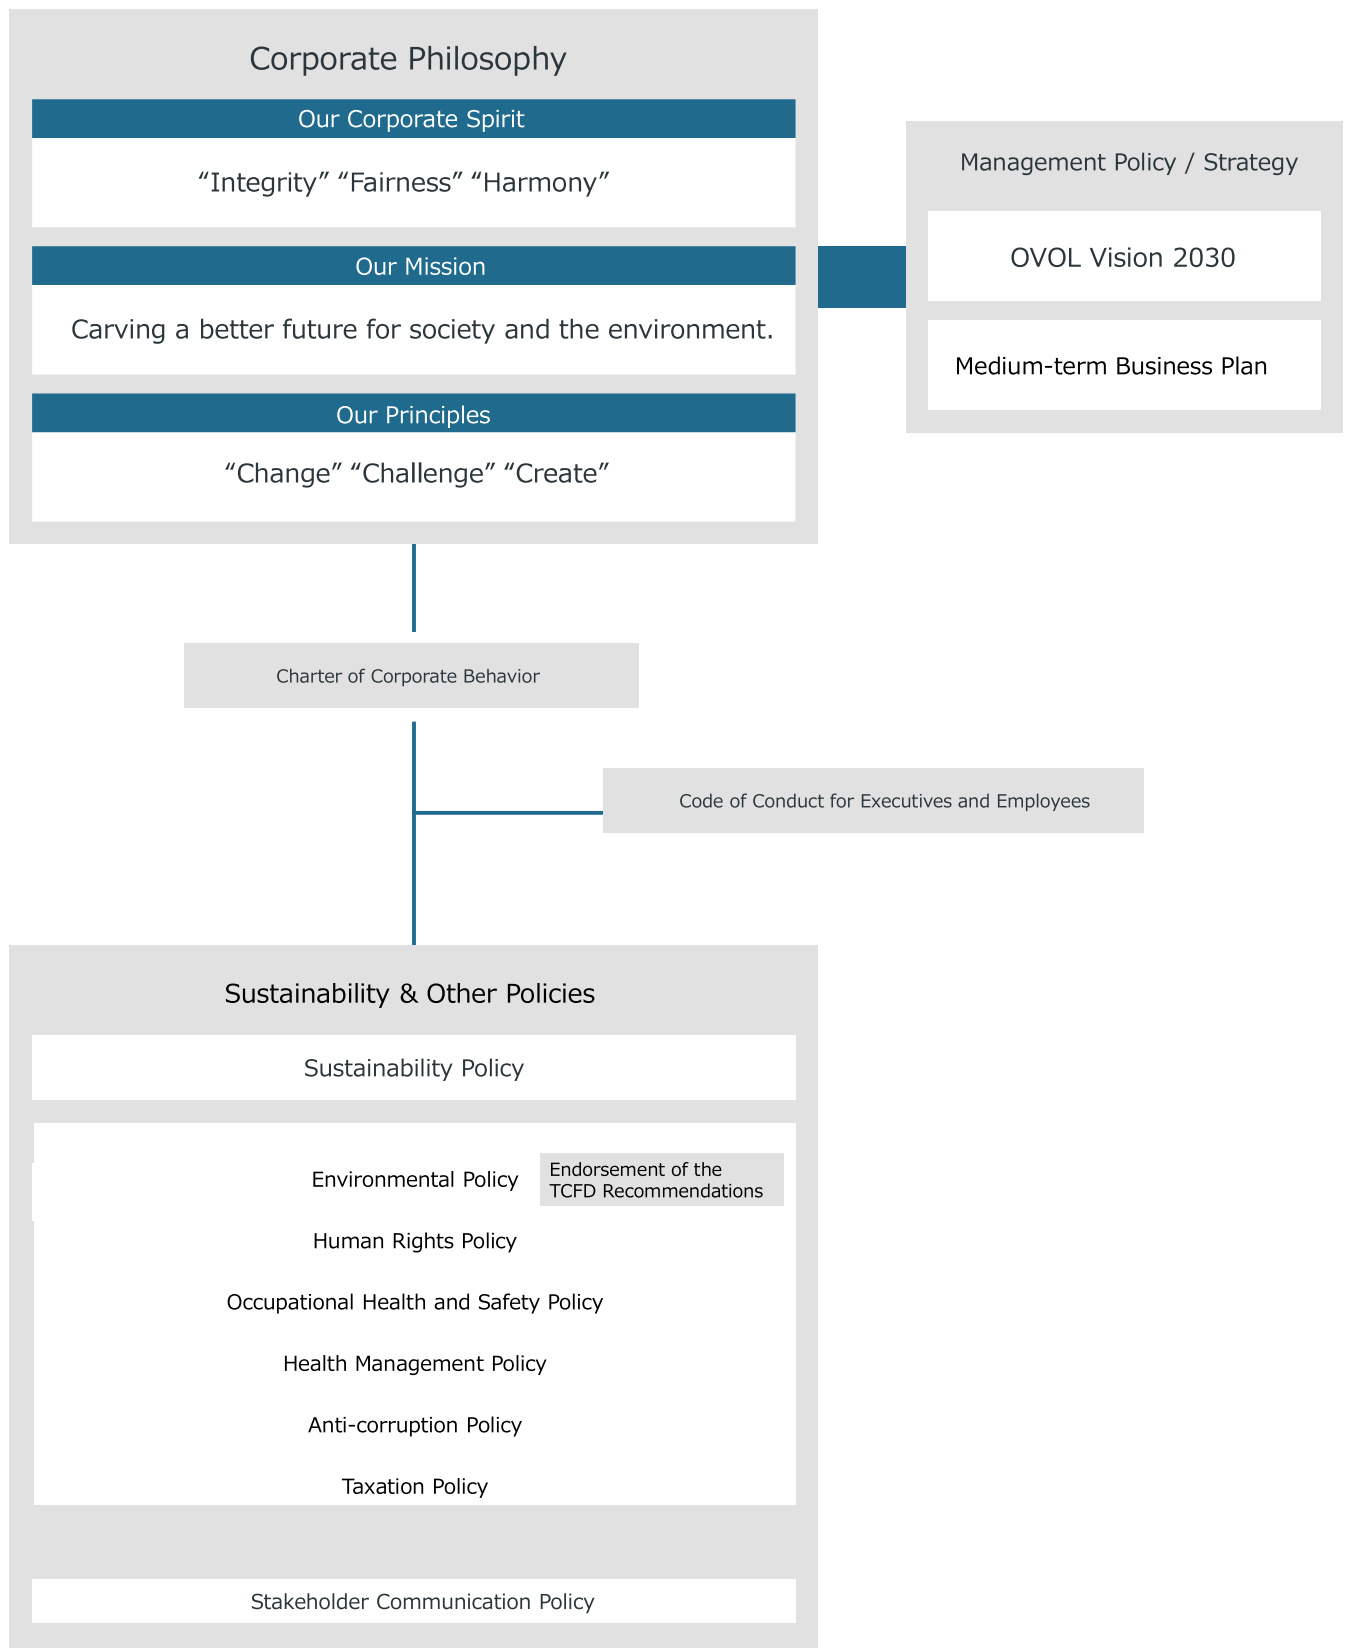 Corporate Philosophy
Our Corporate Spirit
“Integrity” “Fairness” “Harmony”
Our Mission
Carving a better future for society and the environment.
Our Principles
“Change” “Challenge” “Create”
Management Policy / Strategy
OVOL Vision 2030
Medium-term Business Plan
Charter of Corporate Behavior
Code of Conduct for Executives and Employees
Sustainability & Other Policies
Sustainability Policy
Environmental Policy
Endorsement of the
TCFD Recommendations
Human Rights Policy
Occupational Health and Safety Policy
Health Management Policy
Anti-corruption Policy
Taxation Policy
Stakeholder Communication Policy